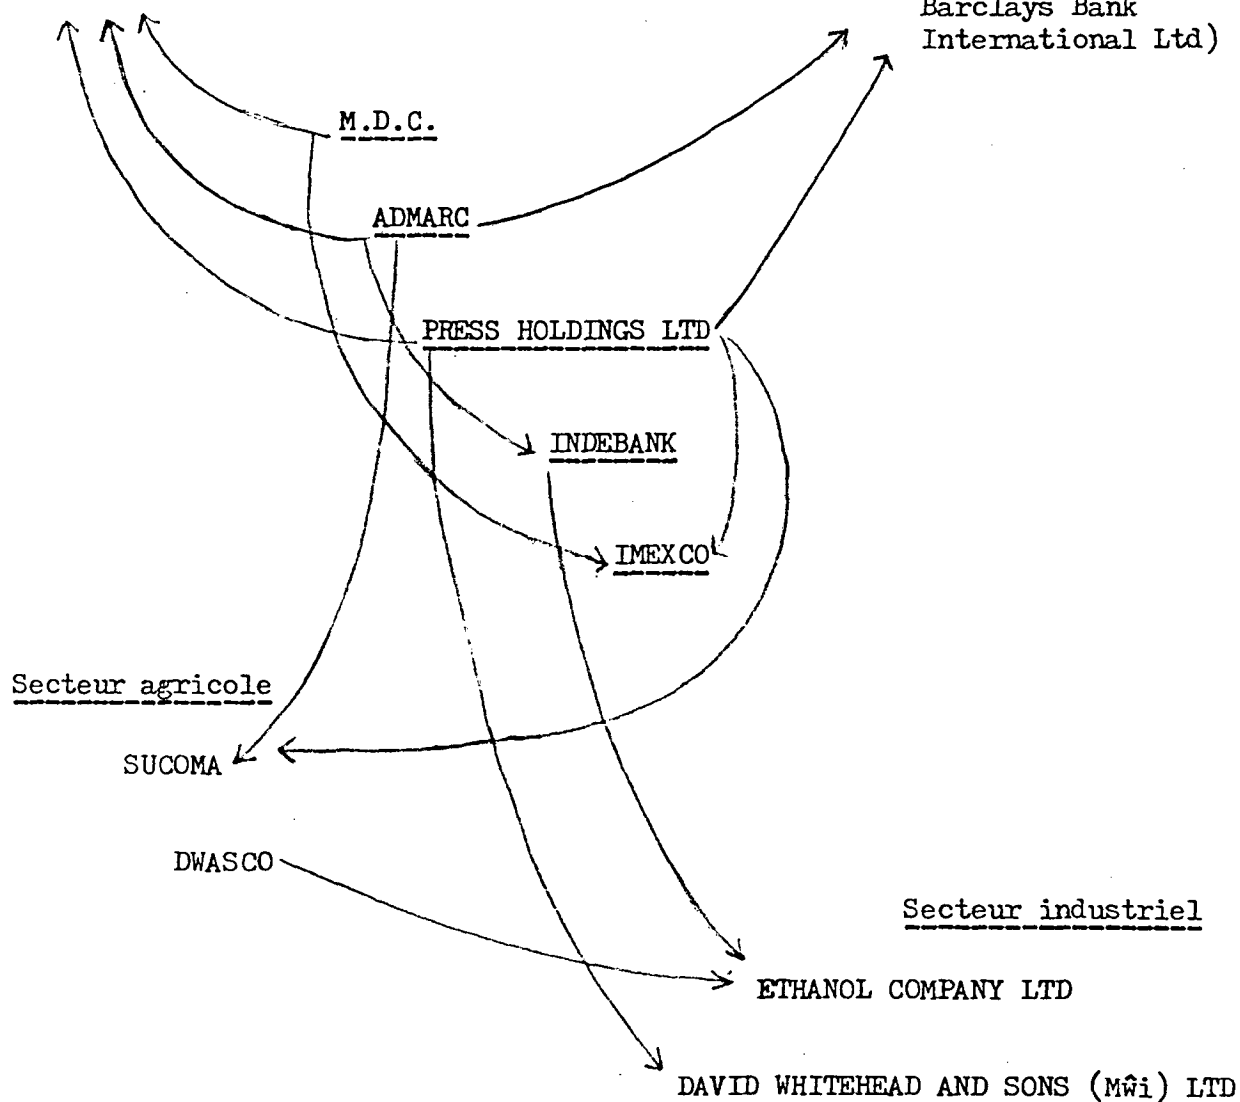 Barclays Bank
International Ltd)
M.D.C.
ADMARC
PRESS HOLDINGS LTD
INDEBANK
IMEXCO
Secteur agricole
SUCOMA
DWASCO
Secteur industriel
ETHANOL COMPANY LTD
DAVID WHITEHEAD AND SONS (Mŵi) LTD